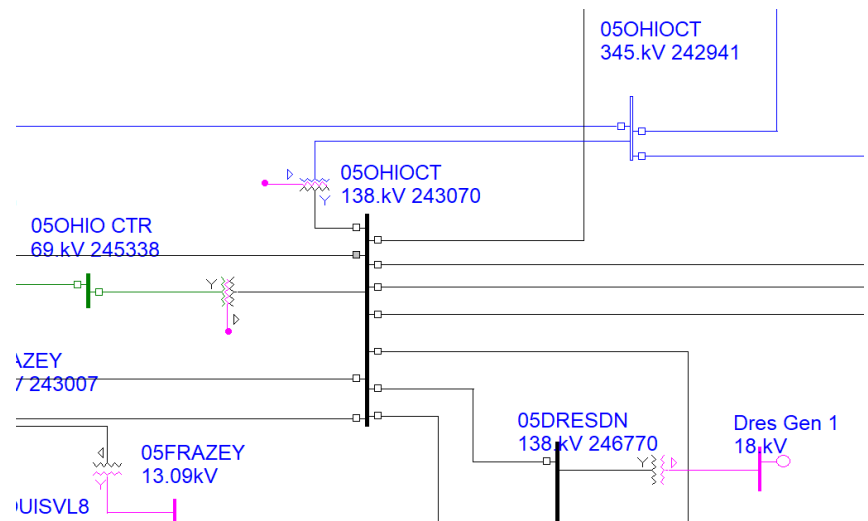 05OHIOCT
345.kV 242941
05OHIOCT
138.kV 243070
05OHIO CTR
69.kV 245338
AZEY
V 243007
05DRESDN
138.kV 246770
Dres Gen 1
18.kV
05FRAZEY
13.09kV
OUISVL8